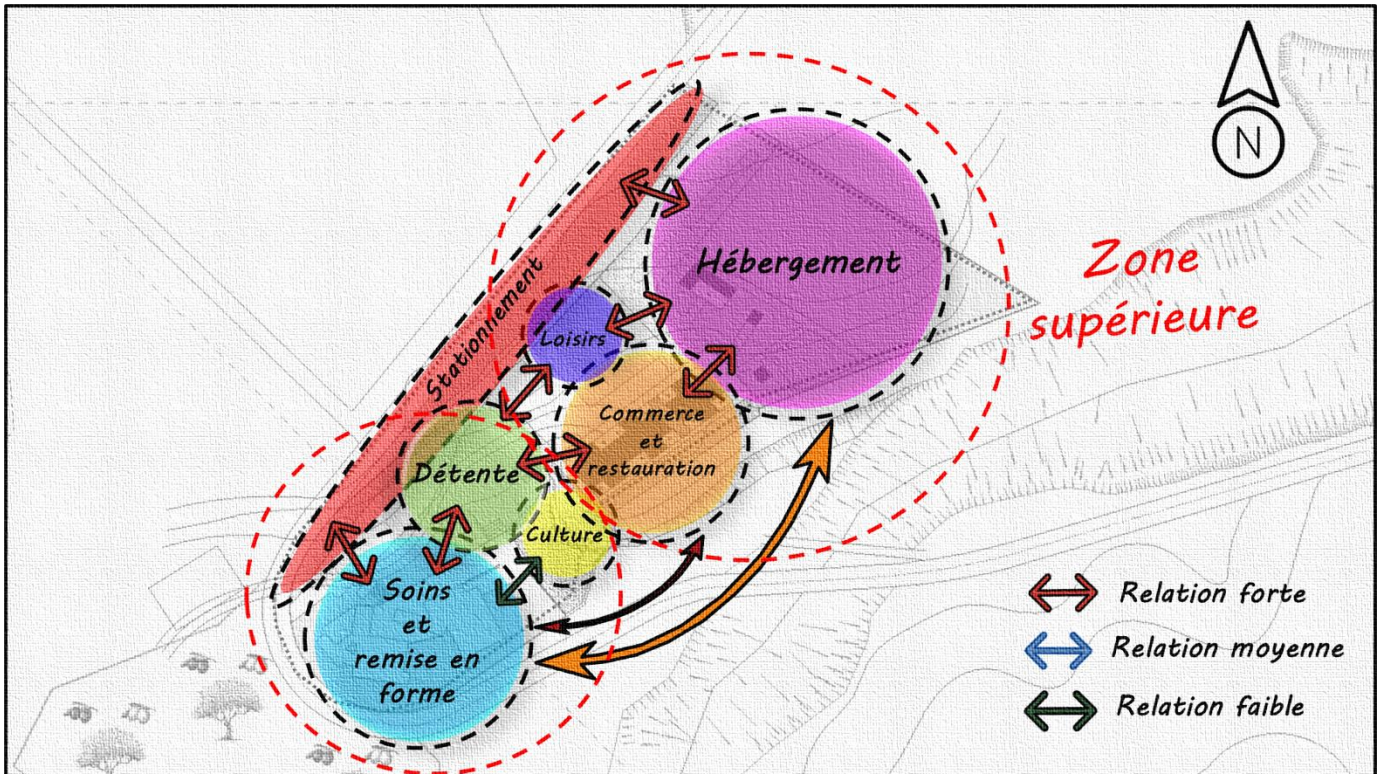 N
Hébergement
Zone
supérieure
Stationnement
Loisirs
Commerce
et
restauration
Détente
Culture
Soins
et
remise en
forme
Relation forte
Relation moyenne
Relation faible